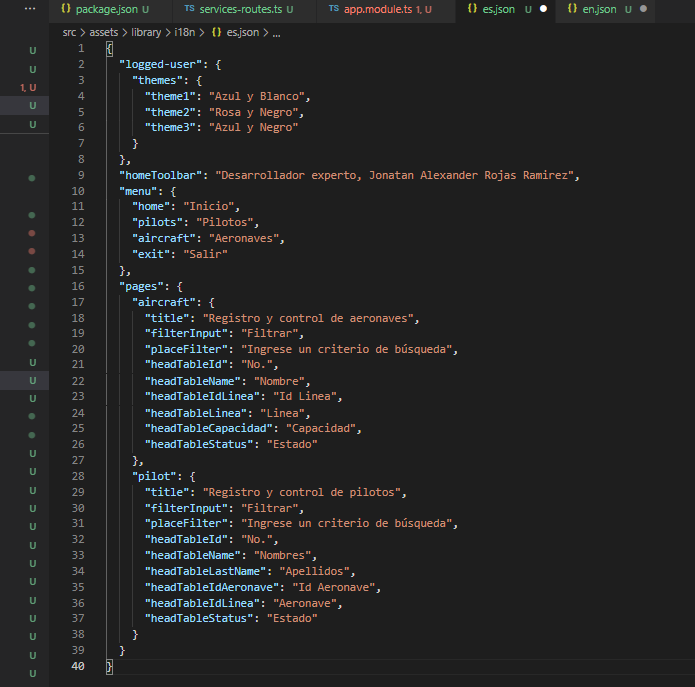 ... {} package.json U TS services-routes.ts U TS app.module.ts 1, U {} es.json U ● {} en.json U ●
src > assets > library > i18n > {} es.json > ...
1 {
U 2 "logged-user": {
U 3 "themes": {
1, U 4 "theme1": "Azul y Blanco",
U 5 "theme2": "Rosa y Negro",
U 6 "theme3": "Azul y Negro"
7 }
8 },
9 "homeToolbar": "Desarrollador experto, Jonatan Alexander Rojas Ramirez",
10 "menu": {
11 "home": "Inicio",
12 "pilots": "Pilotos",
13 "aircraft": "Aeronaves",
14 "exit": "Salir"
15 },
16 "pages": {
17 "aircraft": {
18 "title": "Registro y control de aeronaves",
19 "filterInput": "Filtrar",
20 "placeFilter": "Ingrese un criterio de búsqueda",
U 21 "headTableId": "No.",
U 22 "headTableName": "Nombre",
U 23 "headTableIdLinea": "Id Linea",
24 "headTableLinea": "Linea",
25 "headTableCapacidad": "Capacidad",
U 26 "headTableStatus": "Estado"
U 27 },
U 28 "pilot": {
U 29 "title": "Registro y control de pilotos",
U 30 "filterInput": "Filtrar",
U 31 "placeFilter": "Ingrese un criterio de búsqueda",
U 32 "headTableId": "No.",
U 33 "headTableName": "Nombres",
U 34 "headTableLastName": "Apellidos",
U 35 "headTableIdAeronave": "Id Aeronave",
U 36 "headTableIdLinea": "Aeronave",
U 37 "headTableStatus": "Estado"
U 38 }
U 39 }
U 40 }